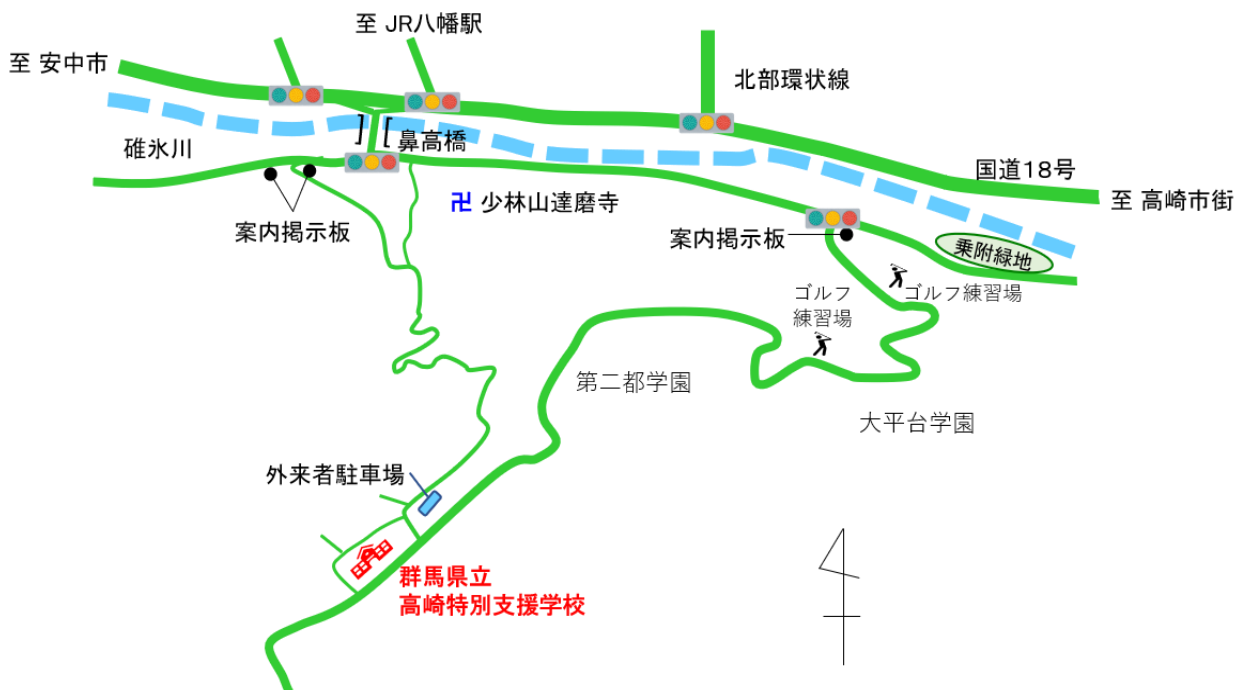 至 JR八幡駅
至 安中市
北部環状線
碓氷川
鼻高橋
国道18号
至 高崎市街
卍 少林山達磨寺
案内掲示板
案内掲示板
乗附緑地
ゴルフ
練習場
ゴルフ練習場
第二都学園
大平台学園
外来者駐車場
群馬県立
高崎特別支援学校